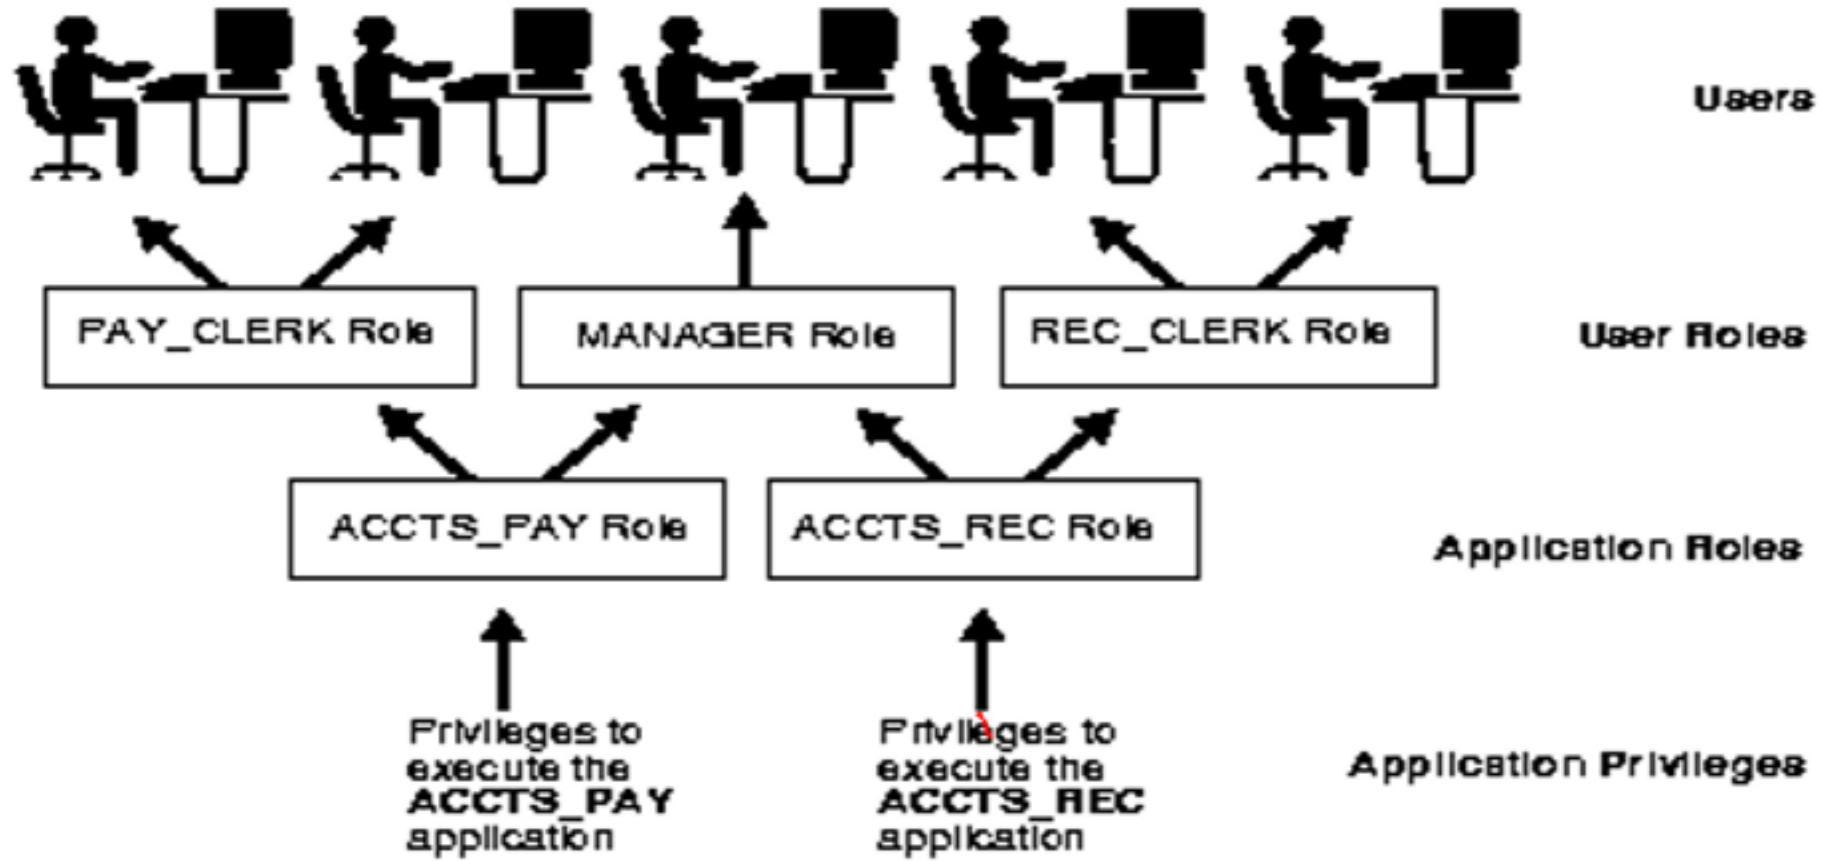 Users
PAY_CLERK Role
MANAGER Role
REC_CLERK Role
User Roles
ACCTS_PAY Role
ACCTS_REC Role
Application Roles
Privileges to
execute the
ACCTS_PAY
application
Privileges to
execute the
ACCTS_REC
application
Application Privileges